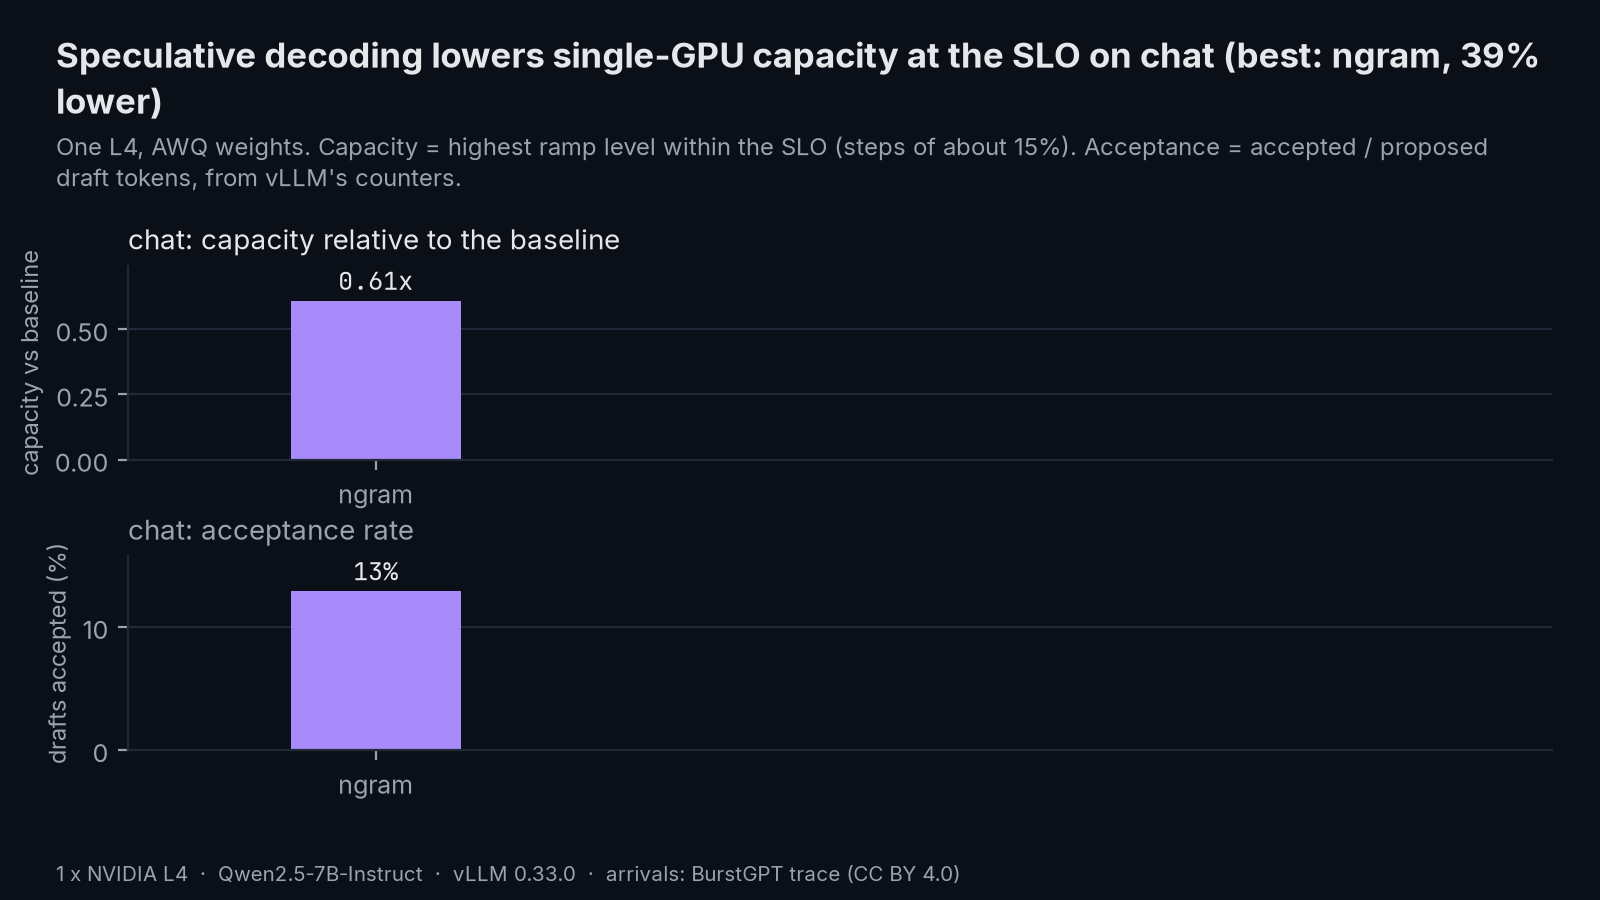 Speculative decoding lowers single-GPU capacity at the SLO on chat (best: ngram, 39%
lower)
One L4, AWQ weights. Capacity = highest ramp level within the SLO (steps of about 15%). Acceptance = accepted / proposed
draft tokens, from vLLM's counters.
chat: capacity relative to the baseline
capacity vs baseline
0.61x
0.50
0.25
0.00
ngram
chat: acceptance rate
drafts accepted (%)
13%
10
0
ngram
1 x NVIDIA L4 · Qwen2.5-7B-Instruct · vLLM 0.33.0 · arrivals: BurstGPT trace (CC BY 4.0)